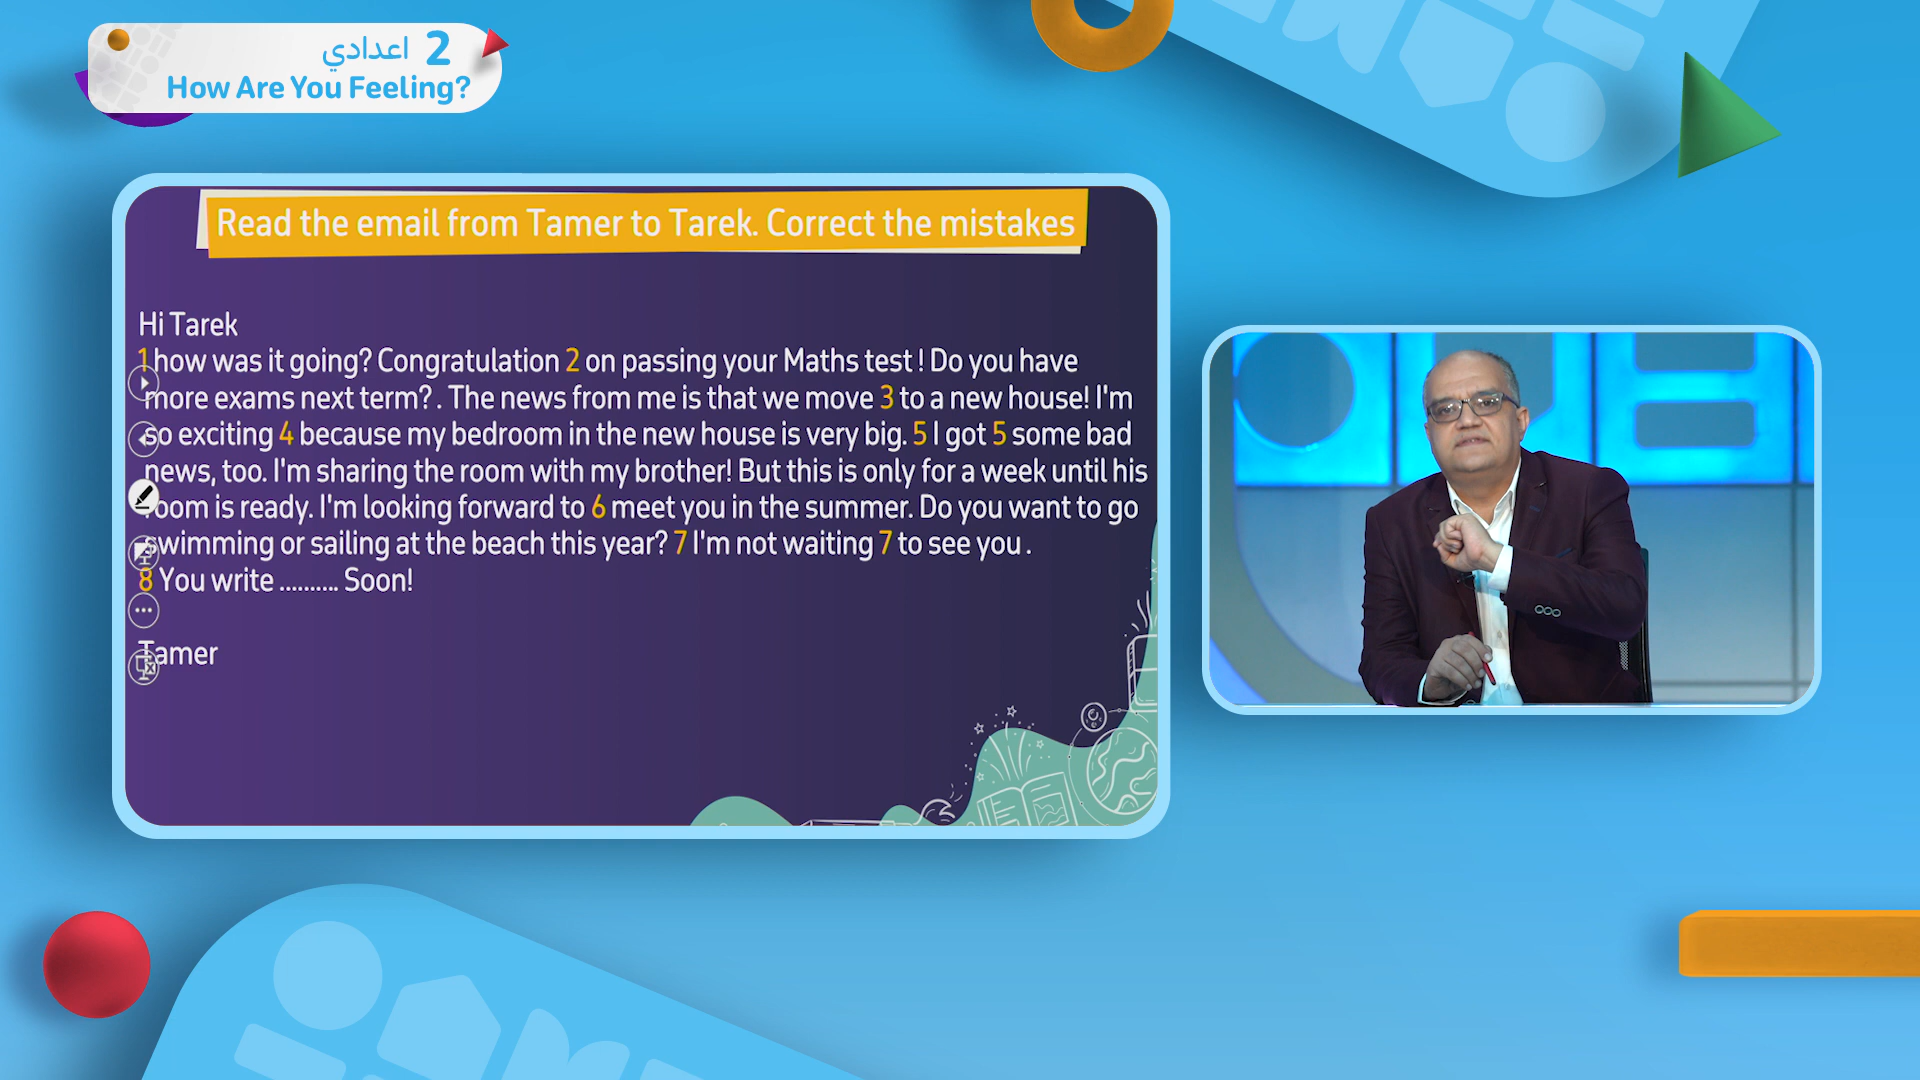 2 اعدادي
How Are You Feeling?
Read the email from Tamer to Tarek. Correct the mistakes
Hi Tarek
1 how was it going? Congratulation 2 on passing your Maths test ! Do you have
more exams next term? . The news from me is that we move 3 to a new house! I'm
so exciting 4 because my bedroom in the new house is very big. 5 I got 5 some bad
news, too. I'm sharing the room with my brother! But this is only for a week until his
room is ready. I'm looking forward to 6 meet you in the summer. Do you want to go
swimming or sailing at the beach this year? 7 I'm not waiting 7 to see you .
8 You write .......... Soon!
Tamer